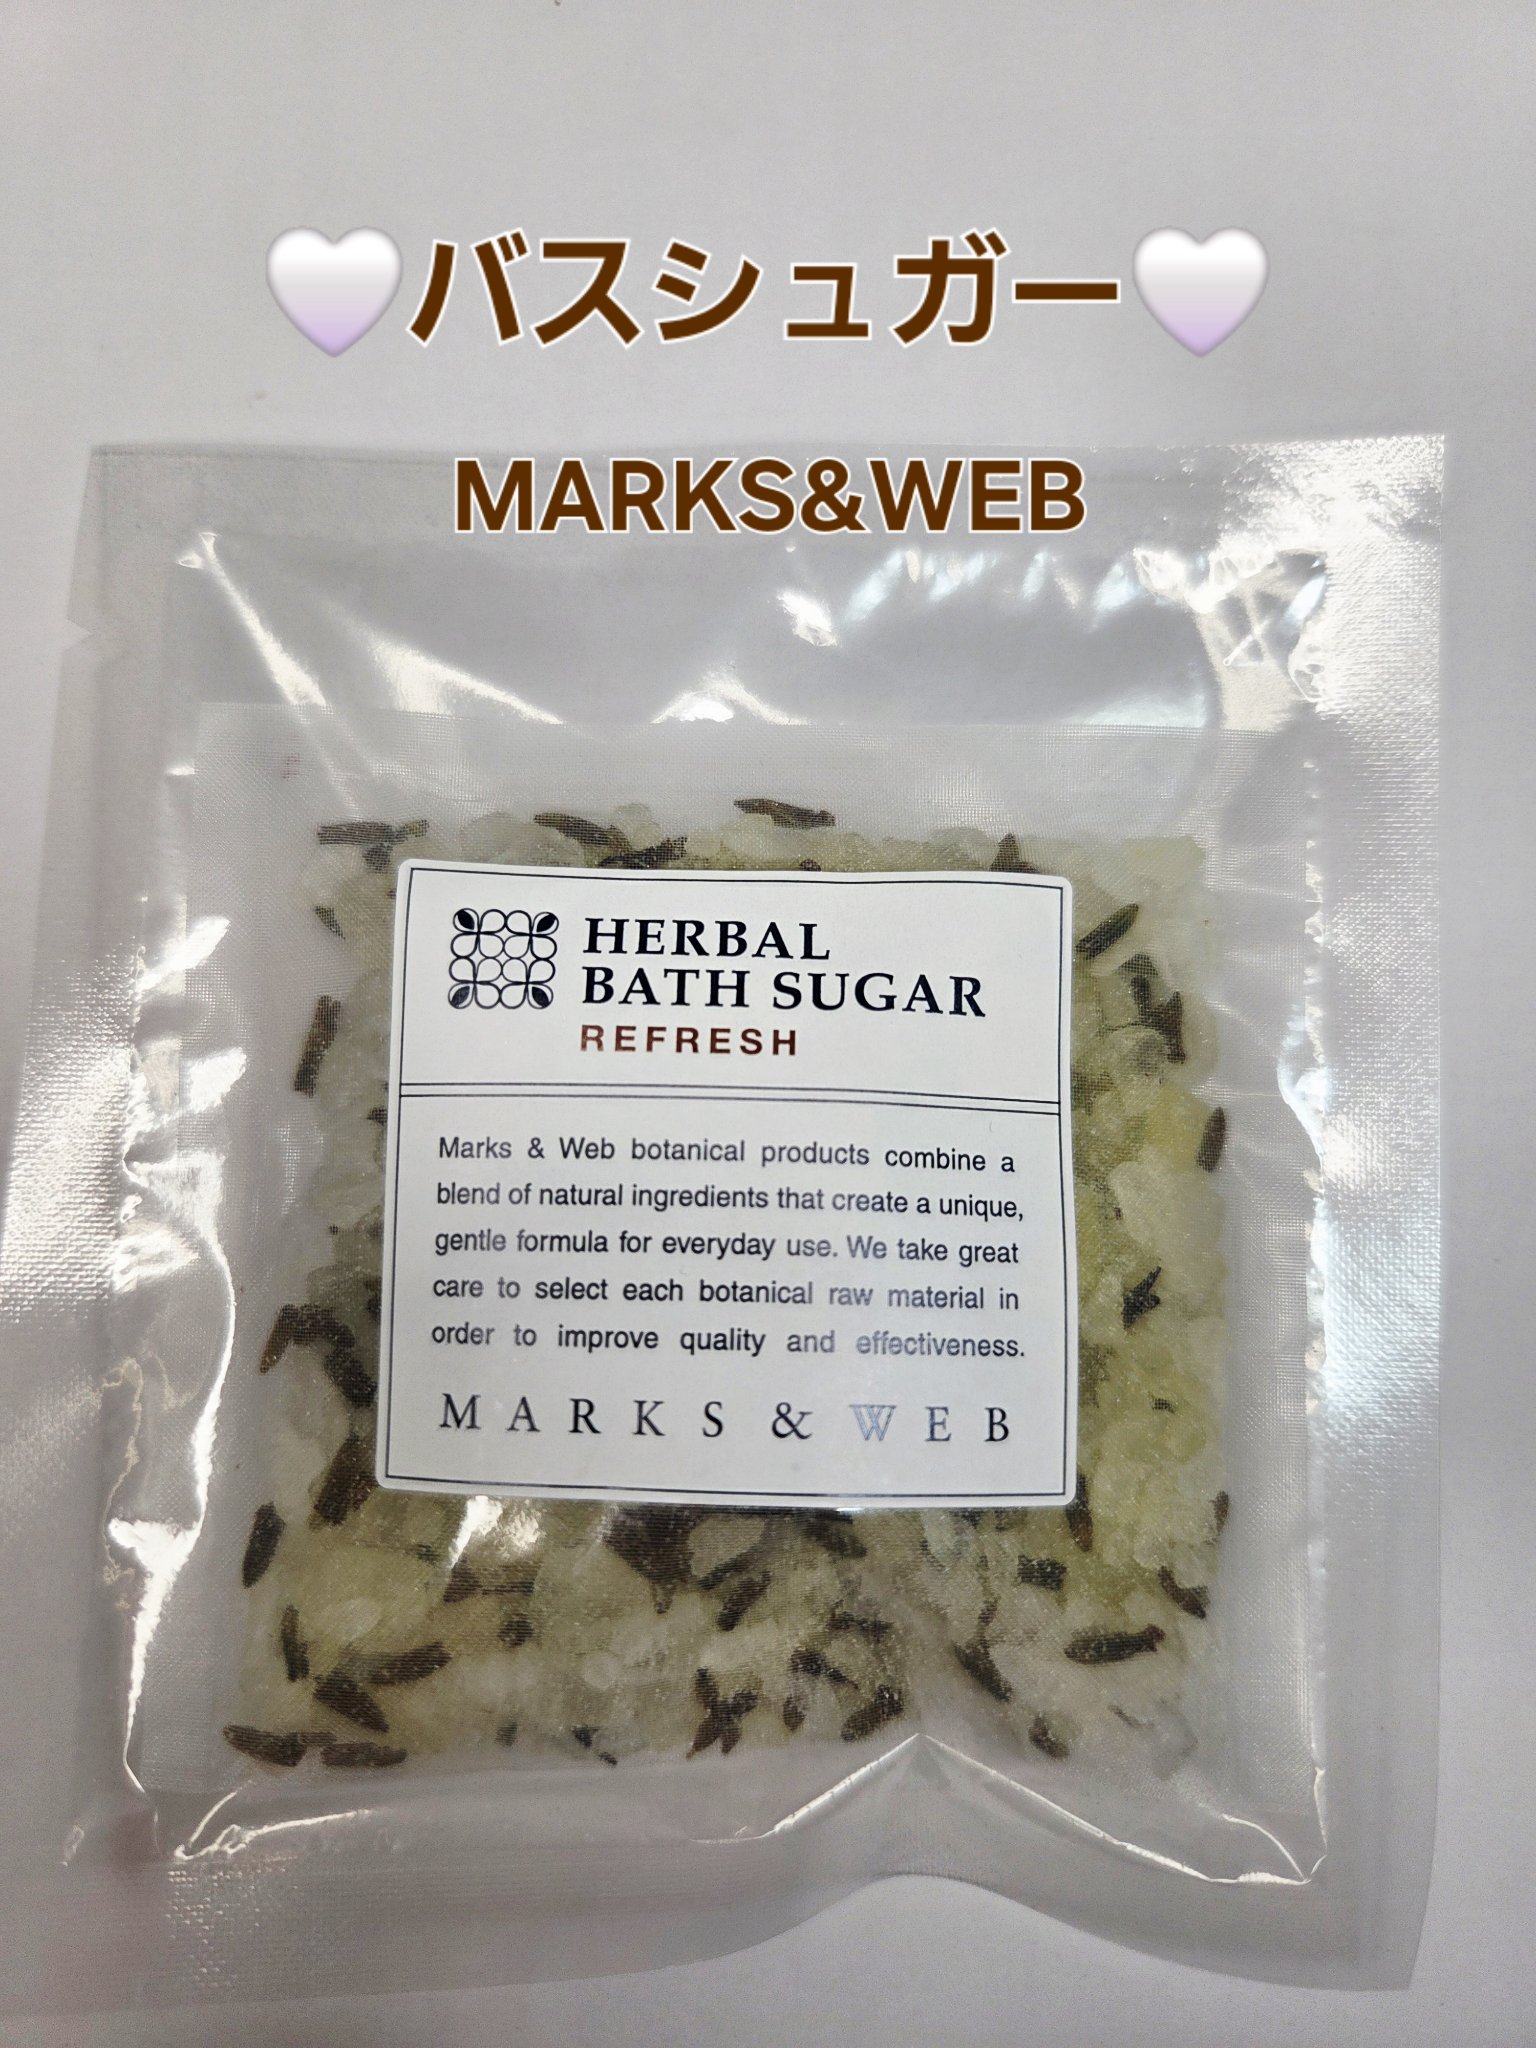 🤍バスシュガー🤍
MARKS&WEB
HERBAL
BATH SUGAR
REFRESH
Marks & Web botanical products combine a
blend of natural ingredients that create a unique,
gentle formula for everyday use. We take great
care to select each botanical raw material in
order to improve quality and effectiveness.
MARKS & WEB